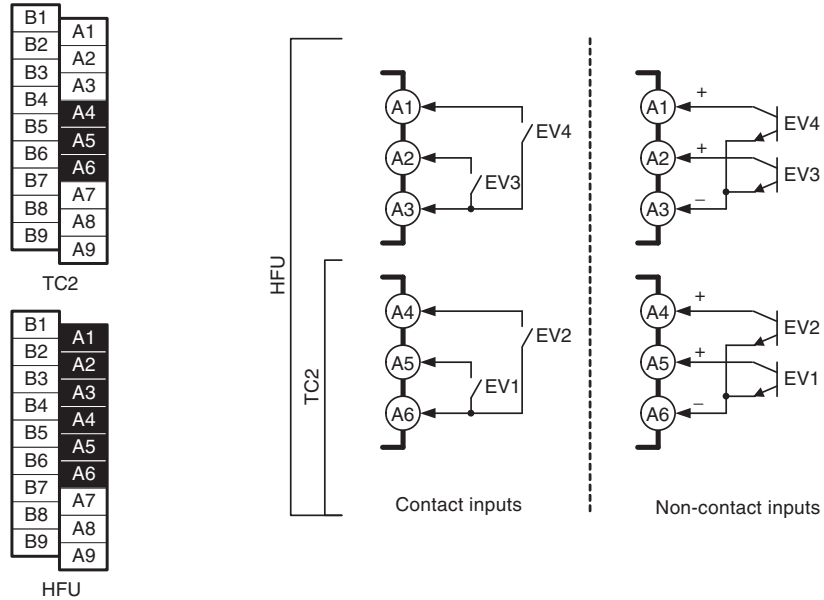 B1
B2
B3
B4
B5
B6
B7
B8
B9
A1
A2
A3
A4
A5
A6
A7
A8
A9
TC2
B1
B2
B3
B4
B5
B6
B7
B8
B9
A1
A2
A3
A4
A5
A6
A7
A8
A9
HFU
HFU
TC2
A1
A2
A3
EV4
EV3
A4
A5
A6
EV2
EV1
Contact inputs
A1
+
A2
+
A3
–
EV4
EV3
A4
+
A5
+
A6
–
EV2
EV1
Non-contact inputs